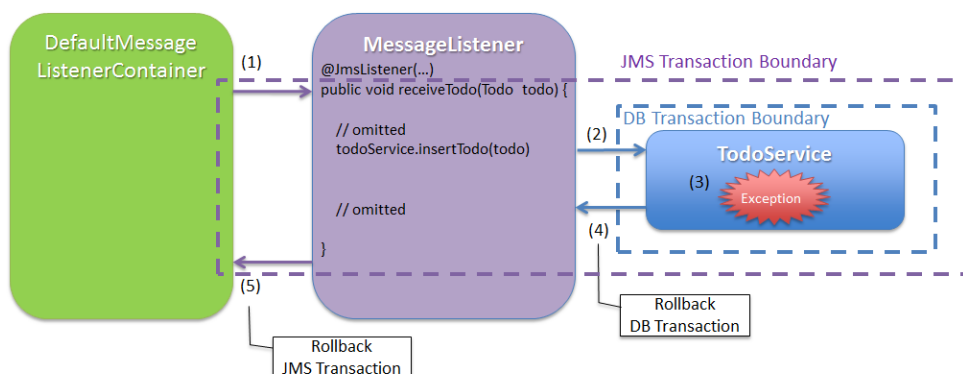 DefaultMessage
ListenerContainer
(1)
MessageListener
@JmsListener(...)
public void receiveTodo(Todo todo) {
// omitted
todoService.insertTodo(todo)
// omitted
}
JMS Transaction Boundary
(2)
DB Transaction Boundary
TodoService
(3)
Exception
(4)
(5)
Rollback
DB Transaction
Rollback
JMS Transaction